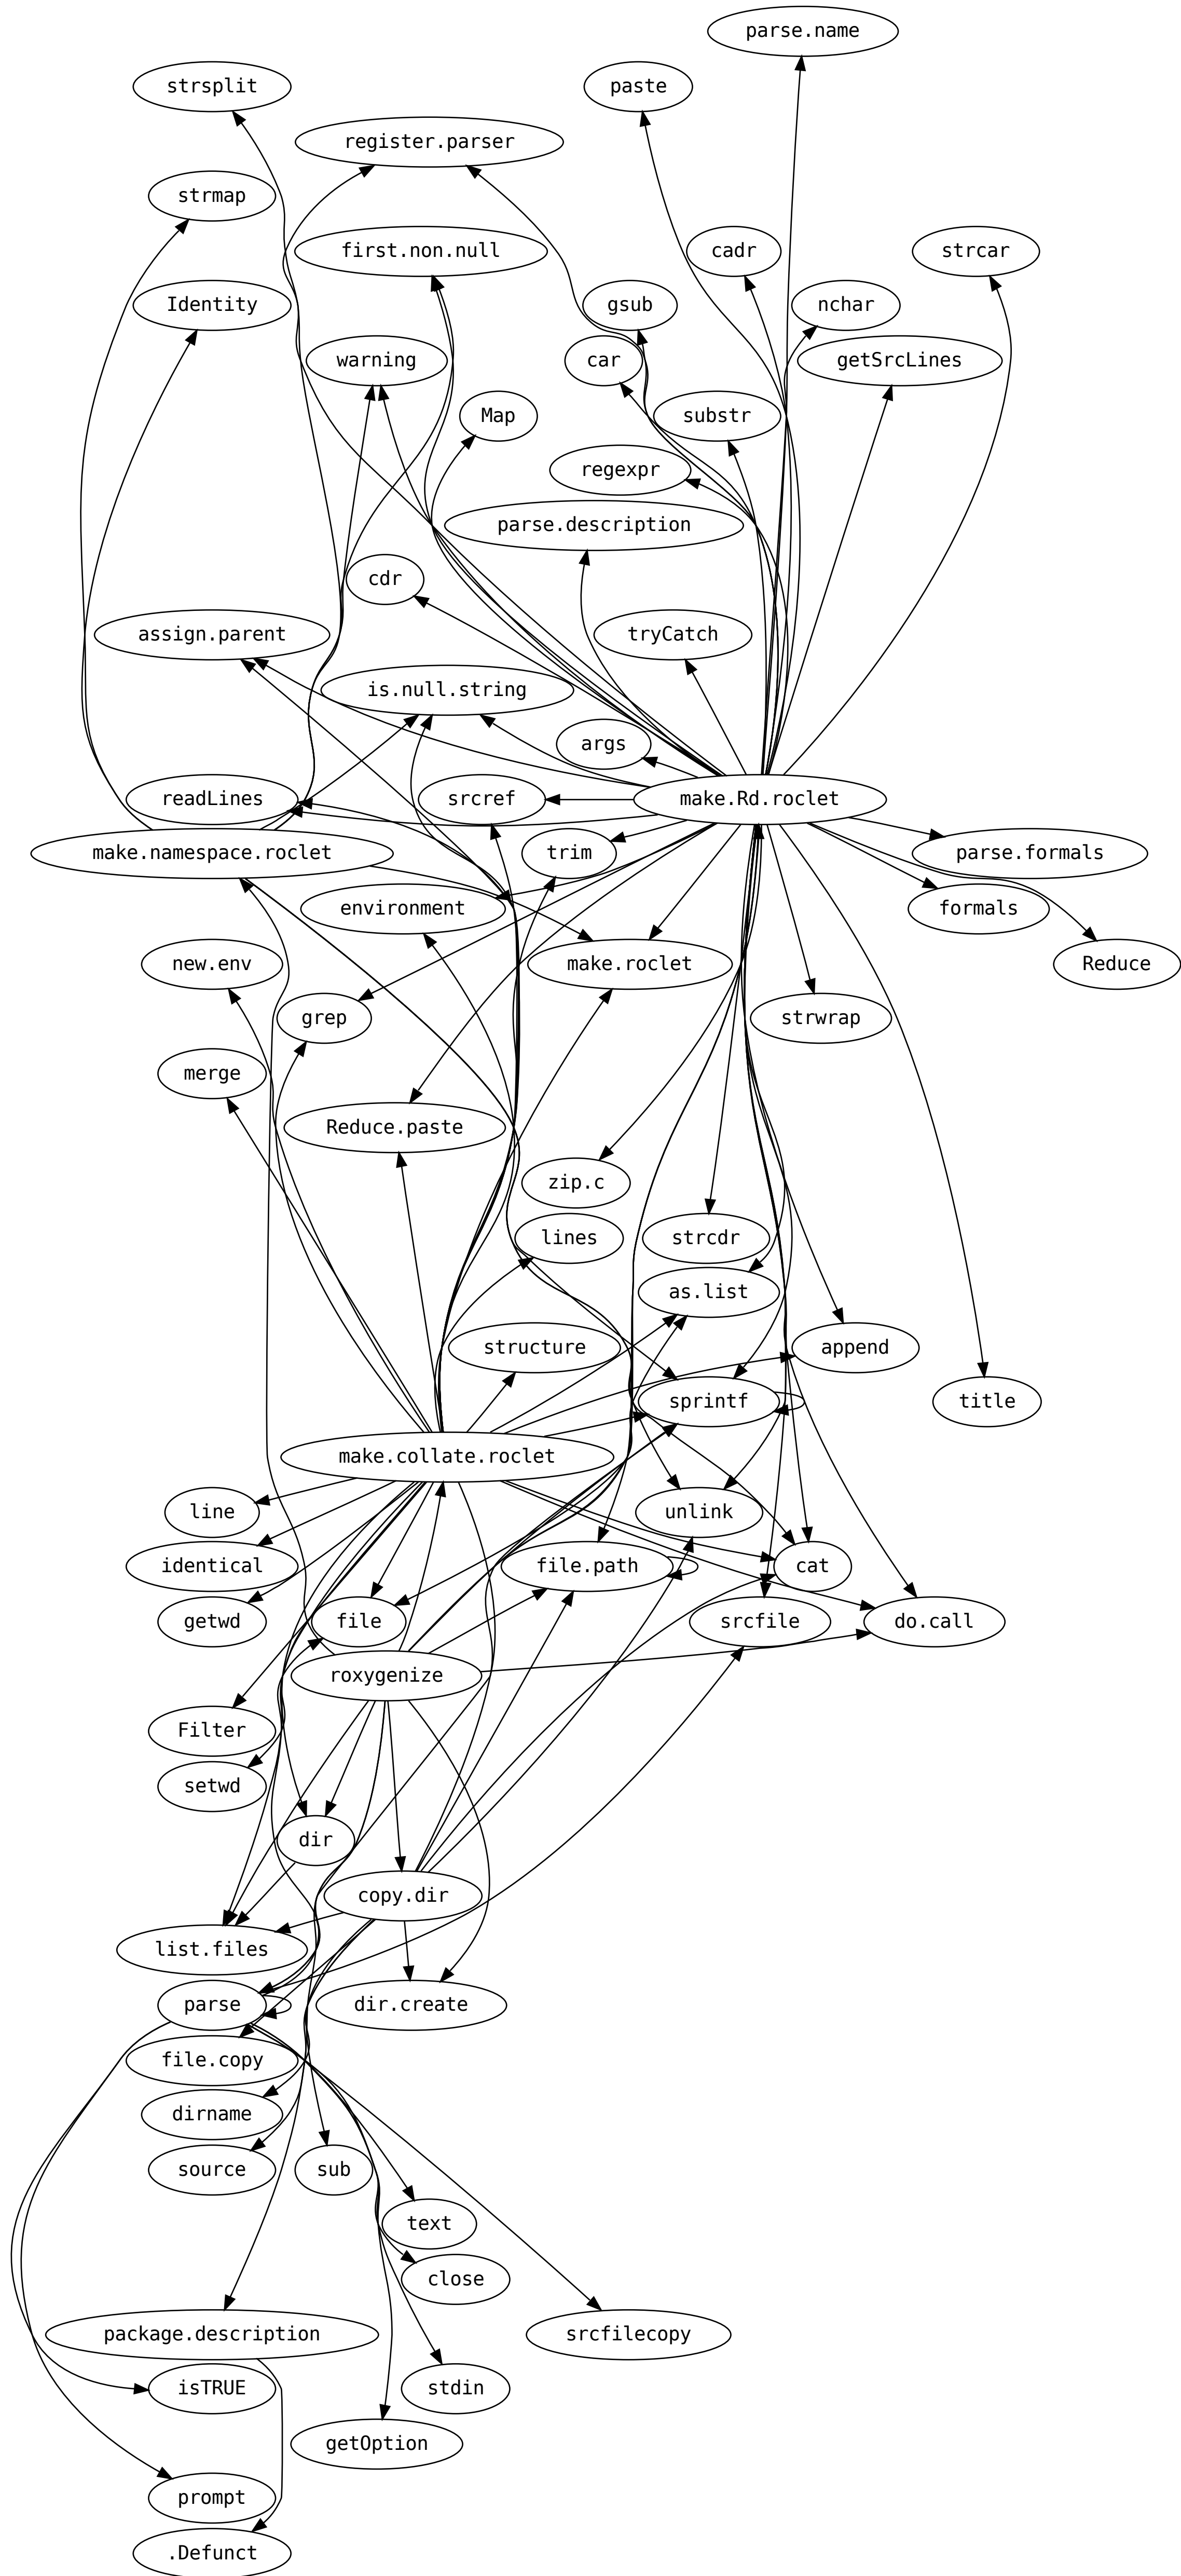 parse.name
strsplit
paste
register.parser
strmap
first.non.null
cadr
strcar
Identity
gsub
nchar
warning
car
getSrcLines
Map
substr
regexpr
parse.description
cdr
assign.parent
tryCatch
is.null.string
args
readLines
srcref
make.Rd.roclet
make.namespace.roclet
trim
parse.formals
environment
formals
new.env
make.roclet
Reduce
grep
strwrap
merge
Reduce.paste
zip.c
lines
strcdr
as.list
structure
append
sprintf
title
make.collate.roclet
line
unlink
identical
file.path
cat
getwd
file
srcfile
do.call
roxygenize
Filter
setwd
dir
copy.dir
list.files
parse
dir.create
file.copy
dirname
source
sub
text
close
package.description
srcfilecopy
isTRUE
stdin
getOption
prompt
.Defunct